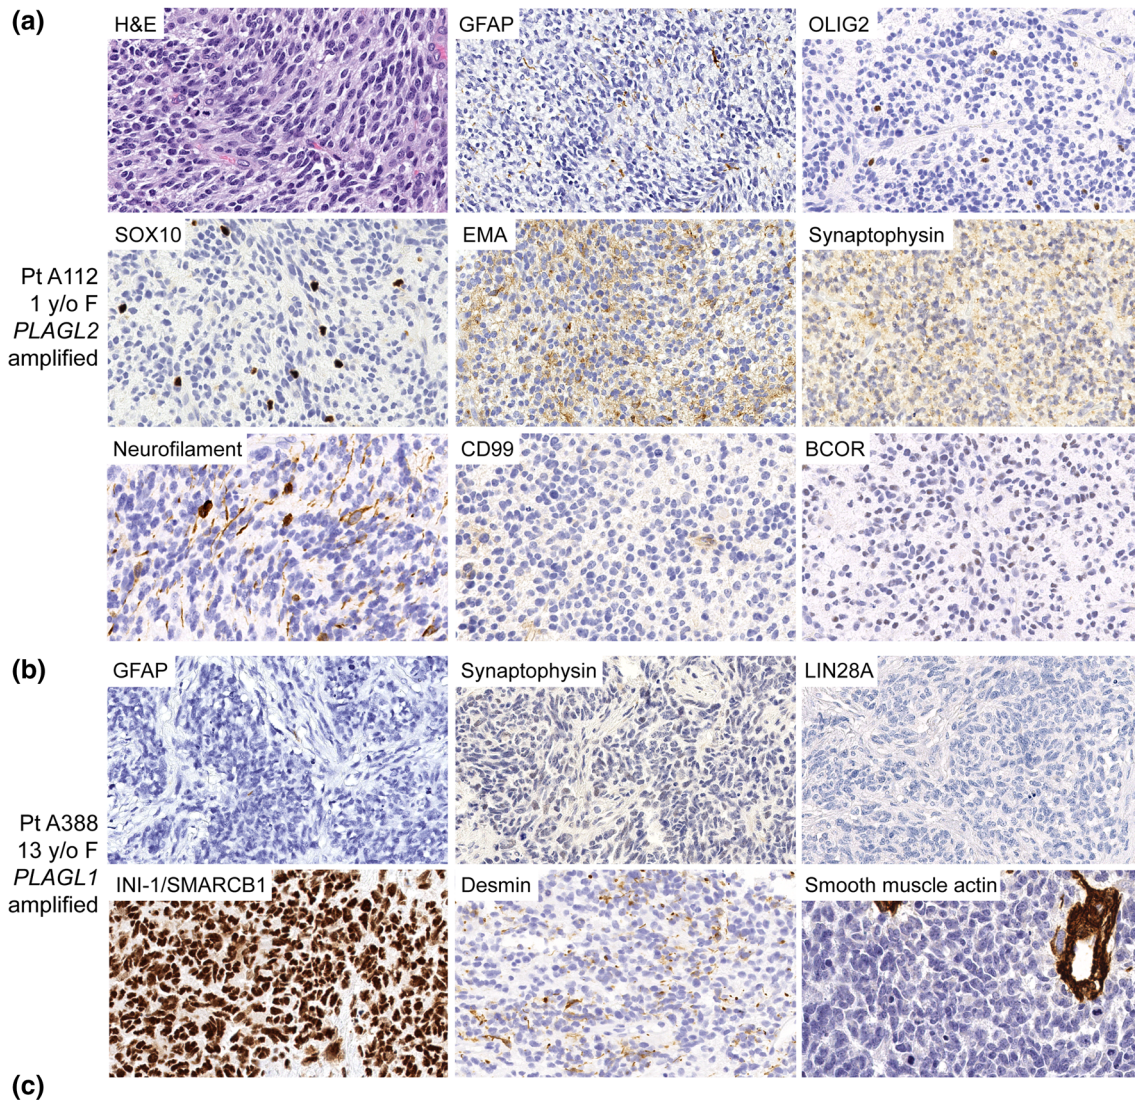 (a)
H&E
GFAP
OLIG2
SOX10
EMA
Synaptophysin
Pt A112
1 y/o F
PLAGL2
amplified
Neurofilament
CD99
BCOR
(b)
GFAP
Synaptophysin
LIN28A
Pt A388
13 y/o F
PLAGL1
amplified
INI-1/SMARCB1
Desmin
Smooth muscle actin
(c)